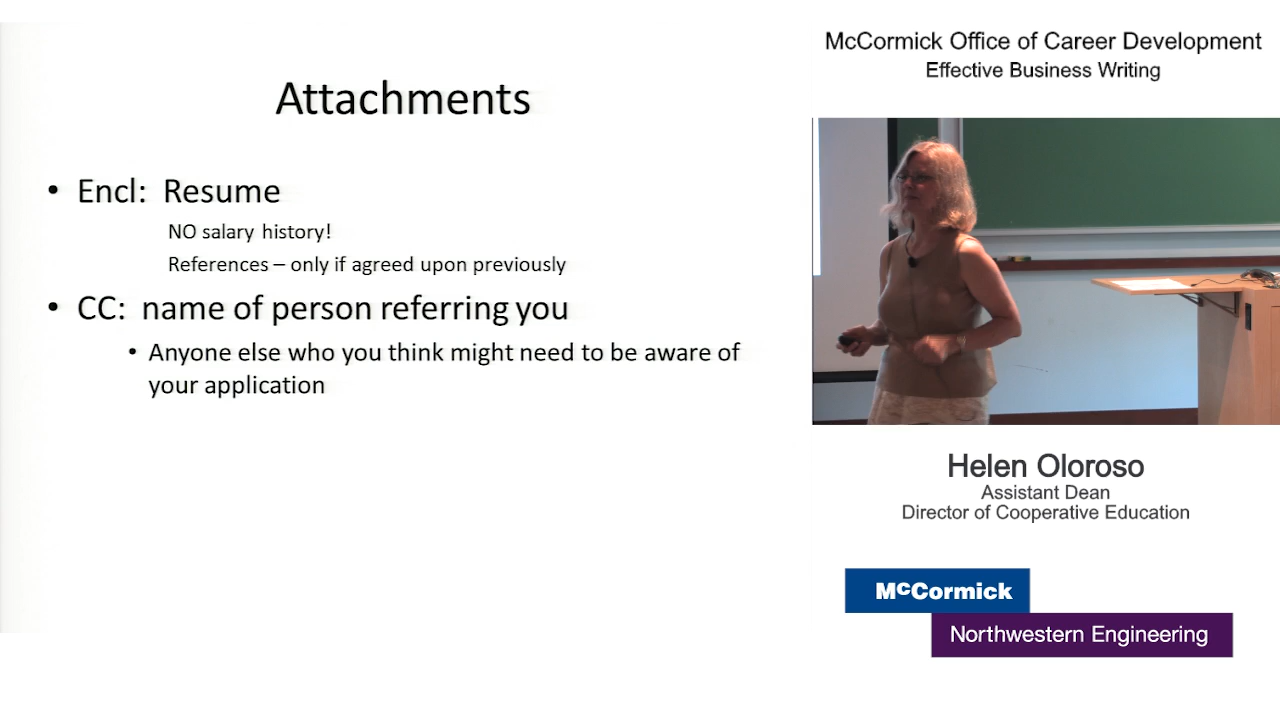 Attachments
• Encl: Resume
NO salary history!
References – only if agreed upon previously
• CC: name of person referring you
• Anyone else who you think might need to be aware of
your application
McCormick Office of Career Development
Effective Business Writing
Helen Oloroso
Assistant Dean
Director of Cooperative Education
McCormick
Northwestern Engineering